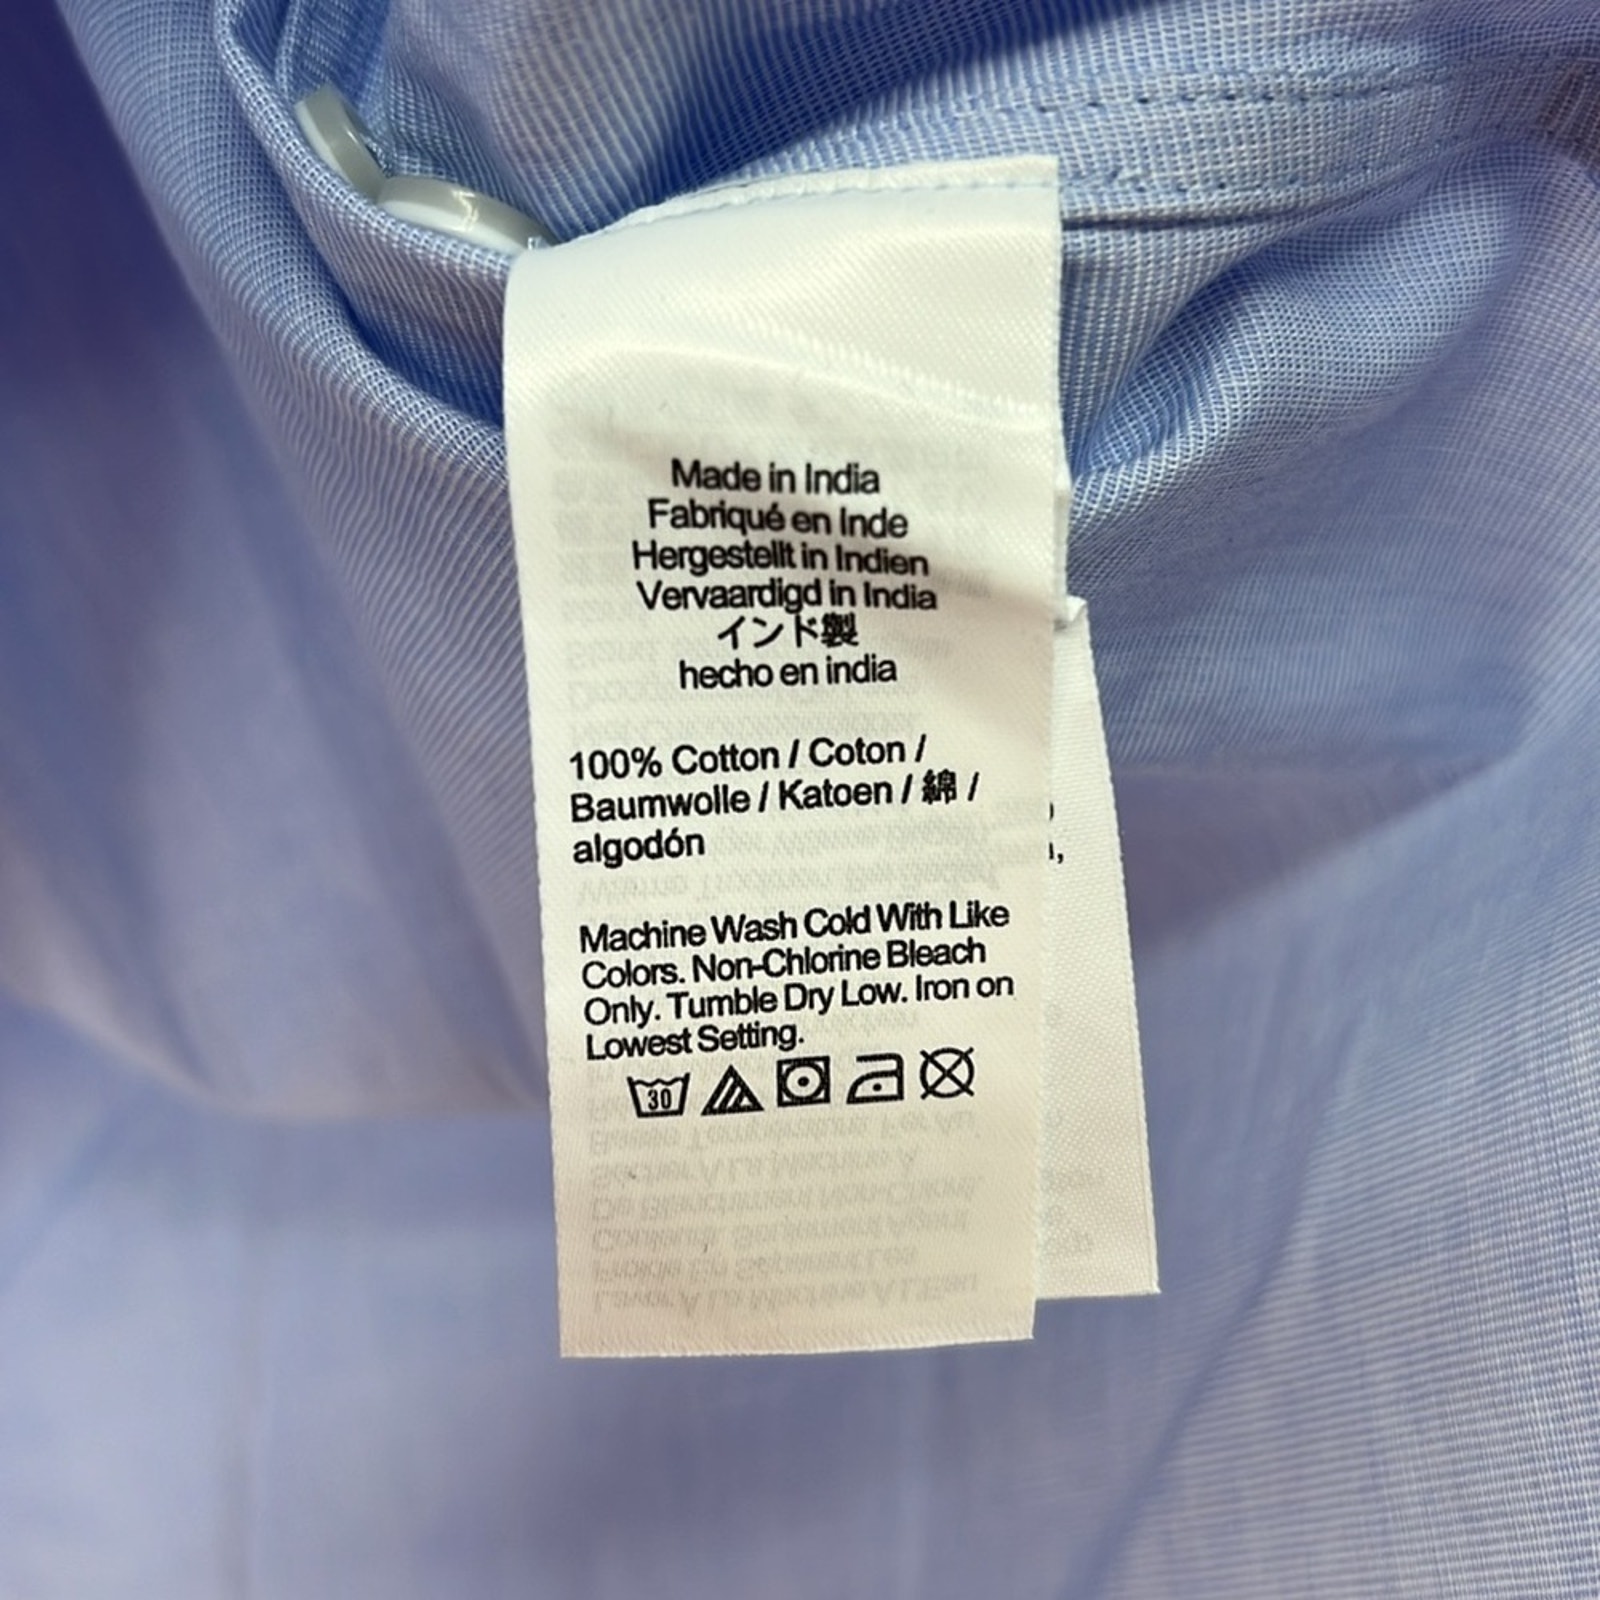 Made in India
Fabriqué en Inde
Hergestellt in Indien
Vervaardigd in India
インド製
hecho en india
100% Cotton / Coton /
Baumwolle / Katoen / 綿 /
algodón
Machine Wash Cold With Like
Colors. Non-Chlorine Bleach
Only. Tumble Dry Low. Iron on
Lowest Setting.
30